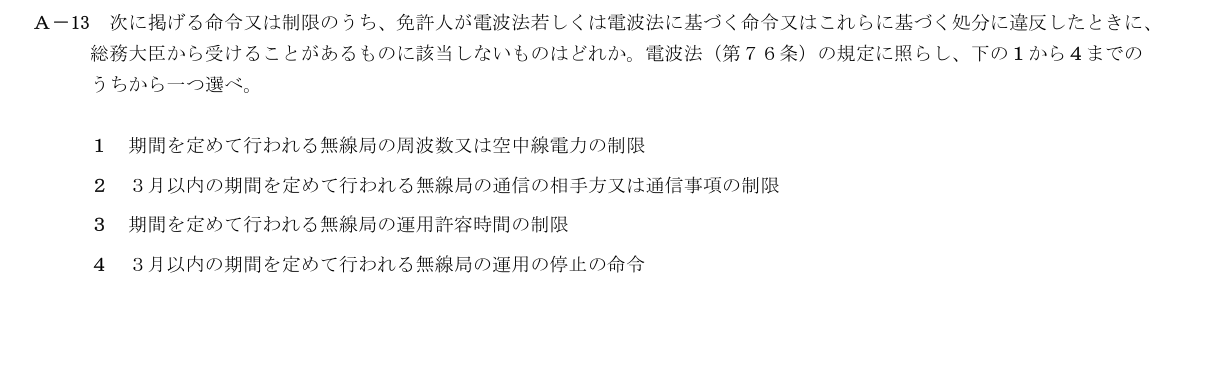 Ａ－13　次に掲げる命令又は制限のうち、免許人が電波法若しくは電波法に基づく命令又はこれらに基づく処分に違反したときに、
総務大臣から受けることがあるものに該当しないものはどれか。電波法（第７６条）の規定に照らし、下の１から４までの
うちから一つ選べ。
１　期間を定めて行われる無線局の周波数又は空中線電力の制限
２　３月以内の期間を定めて行われる無線局の通信の相手方又は通信事項の制限
３　期間を定めて行われる無線局の運用許容時間の制限
４　３月以内の期間を定めて行われる無線局の運用の停止の命令